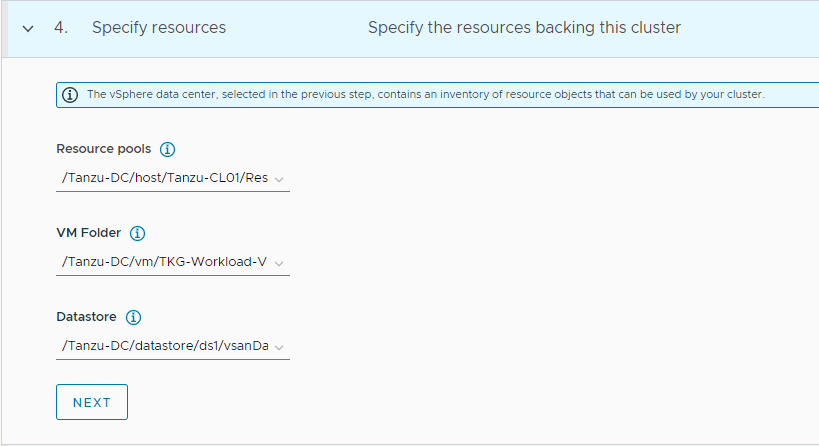 4. Specify resources Specify the resources backing this cluster
The vSphere data center, selected in the previous step, contains an inventory of resource objects that can be used by your cluster.
Resource pools
/Tanzu-DC/host/Tanzu-CL01/Res
VM Folder
/Tanzu-DC/vm/TKG-Workload-V
Datastore
/Tanzu-DC/datastore/ds1/vsanDa
NEXT